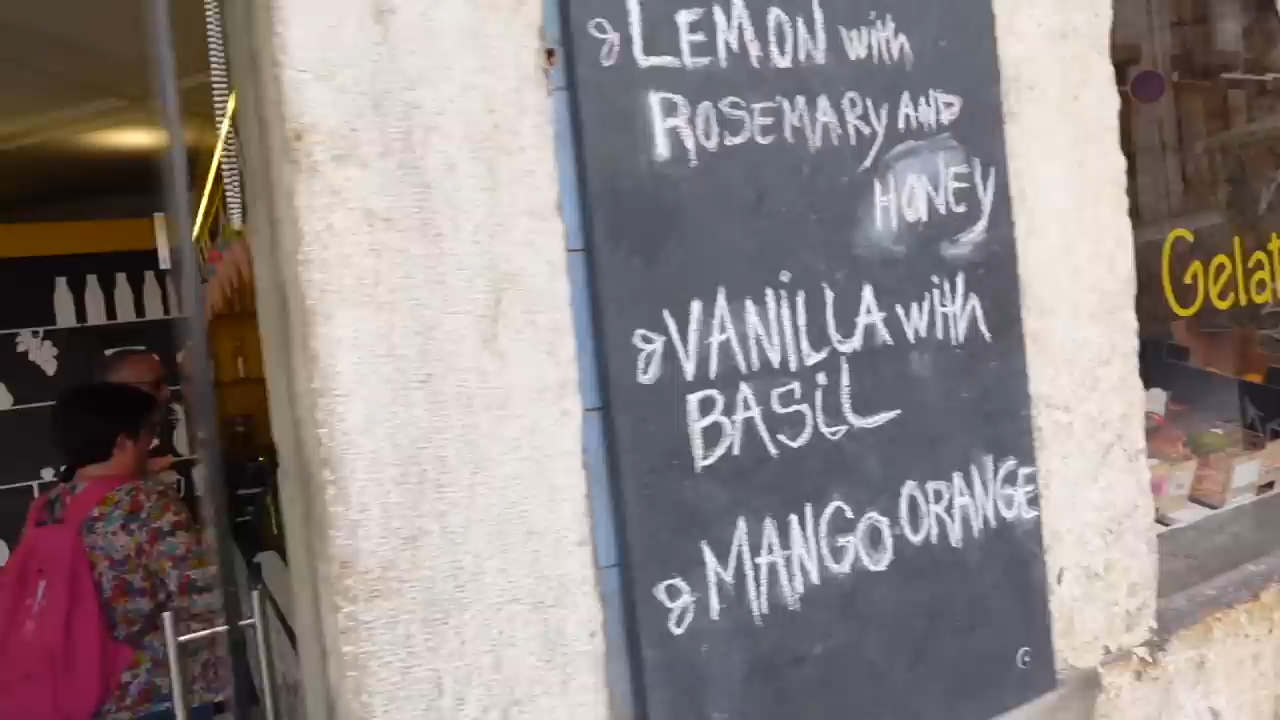 LEMON with
ROSEMARY AND
HONEY
VANiLLA with
BASiL
MANGO ORANGE
Gelat